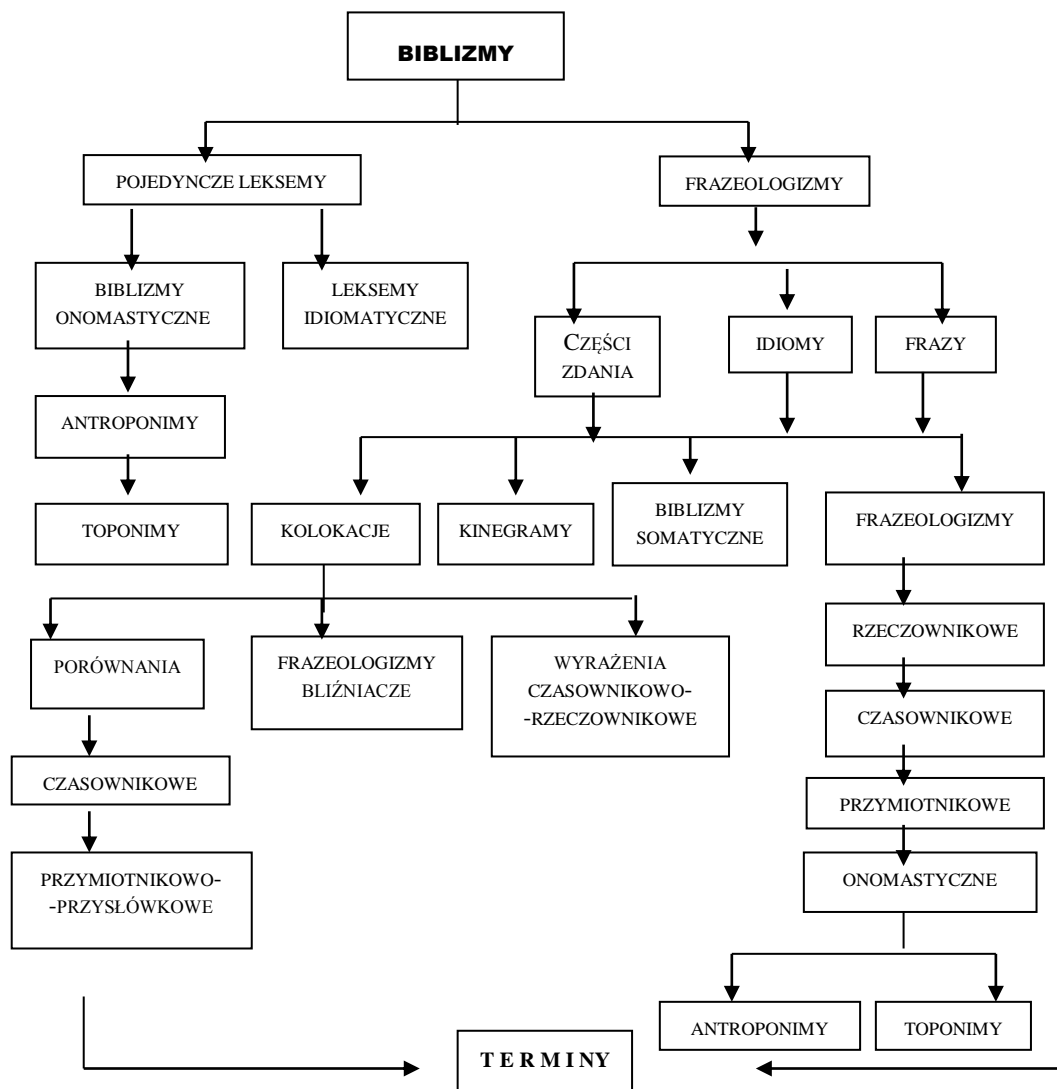 BIBLIZMY
POJEDYNCZE LEKSEMY
FRAZEOLOGIZMY
BIBLIZMY
ONOMASTYCZNE
LEKSEMY
IDIOMATYCZNE
CZĘŚCI
ZDANIA
IDIOMY
FRAZY
ANTROPONIMY
TOPONIMY
KOLOKACJE
KINEGRAMY
BIBLIZMY
SOMATYCZNE
FRAZEOLOGIZMY
RZECZOWNIKOWE
PORÓWNANIA
FRAZEOLOGIZMY
BLIŹNIACZE
WYRAŻENIA
CZASOWNIKOWO-
-RZECZOWNIKOWE
CZASOWNIKOWE
CZASOWNIKOWE
PRZYMIOTNIKOWE
PRZYMIOTNIKOWO-
-PRZYSŁÓWKOWE
ONOMASTYCZNE
ANTROPONIMY
TOPONIMY
TERMINY